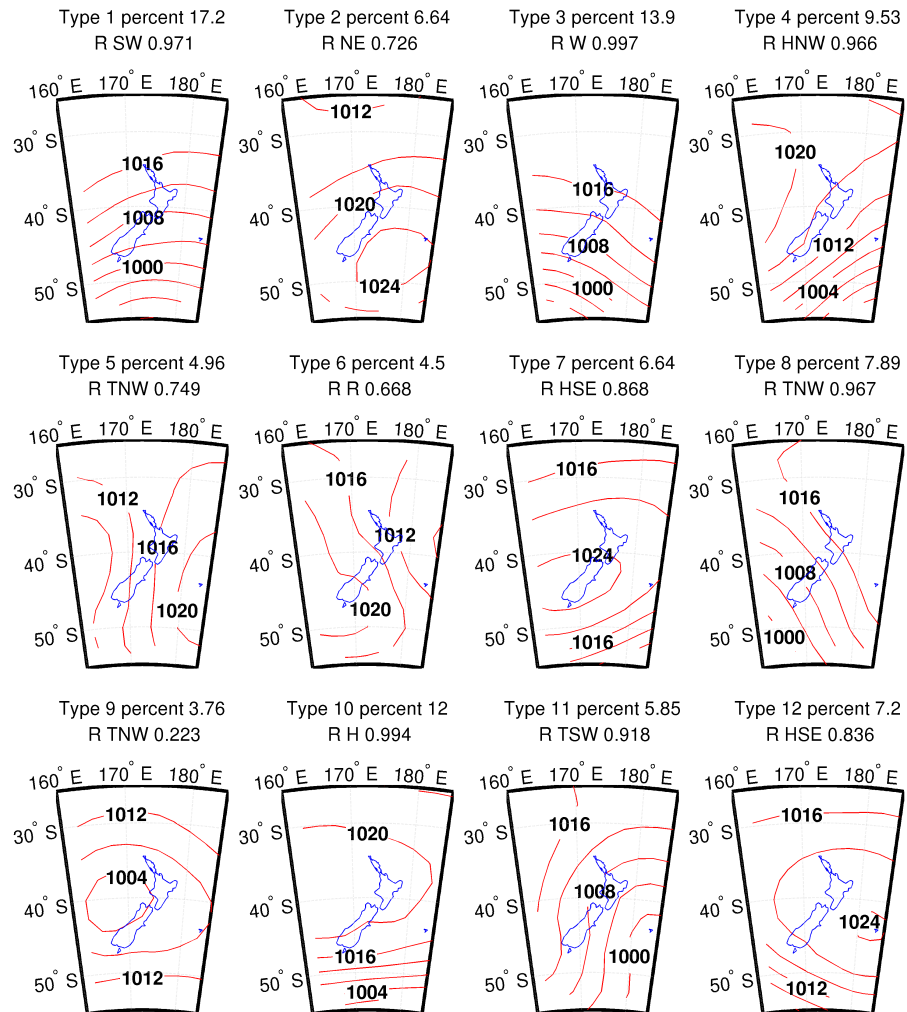 Type 1 percent 17.2
R SW 0.971
160° E 170° E 180° E
30° S
40° S
50° S
1016
1008
1000
Type 2 percent 6.64
R NE 0.726
160° E 170° E 180° E
30° S
40° S
50° S
1012
1020
1024
Type 3 percent 13.9
R W 0.997
160° E 170° E 180° E
30° S
40° S
50° S
1016
1008
1000
Type 4 percent 9.53
R HNW 0.966
160° E 170° E 180° E
30° S
40° S
50° S
1020
1012
1004
Type 5 percent 4.96
R TNW 0.749
160° E 170° E 180° E
30° S
40° S
50° S
1012
1016
1020
Type 6 percent 4.5
R R 0.668
160° E 170° E 180° E
30° S
40° S
50° S
1016
1012
1020
Type 7 percent 6.64
R HSE 0.868
160° E 170° E 180° E
30° S
40° S
50° S
1016
1024
1016
Type 8 percent 7.89
R TNW 0.967
160° E 170° E 180° E
30° S
40° S
50° S
1016
1008
1000
Type 9 percent 3.76
R TNW 0.223
160° E 170° E 180° E
30° S
40° S
50° S
1012
1004
1012
Type 10 percent 12
R H 0.994
160° E 170° E 180° E
30° S
40° S
50° S
1020
1016
1004
Type 11 percent 5.85
R TSW 0.918
160° E 170° E 180° E
30° S
40° S
50° S
1016
1008
1000
Type 12 percent 7.2
R HSE 0.836
160° E 170° E 180° E
30° S
40° S
50° S
1016
1024
1012